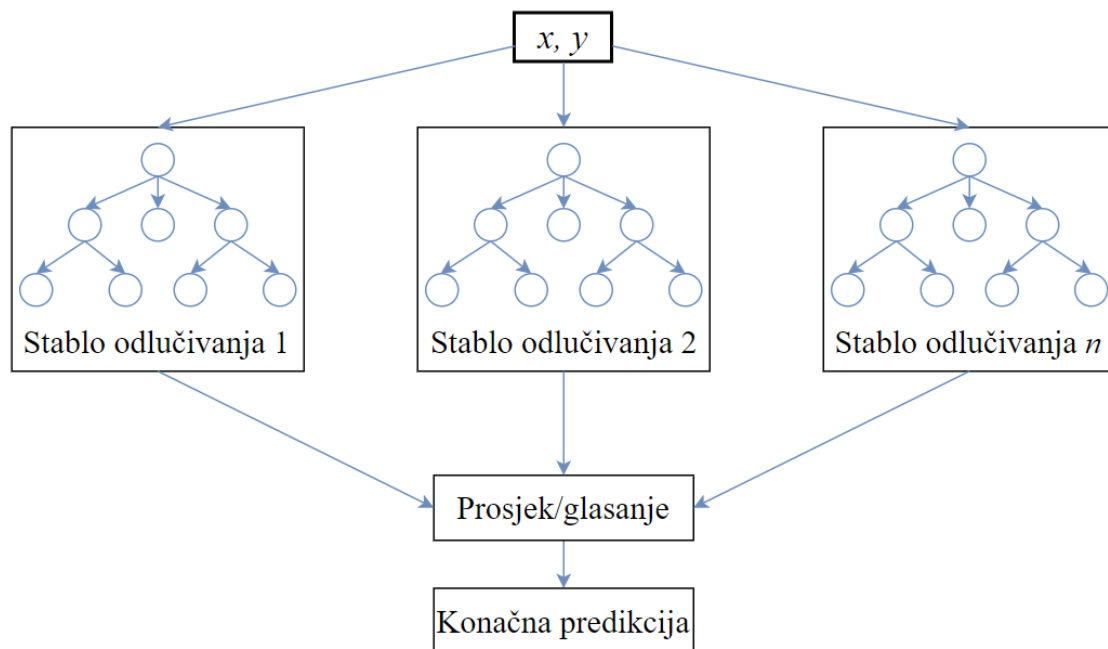 x, y
Stablo odlučivanja 1
Stablo odlučivanja 2
Stablo odlučivanja n
Prosjek/glasanje
Konačna predikcija